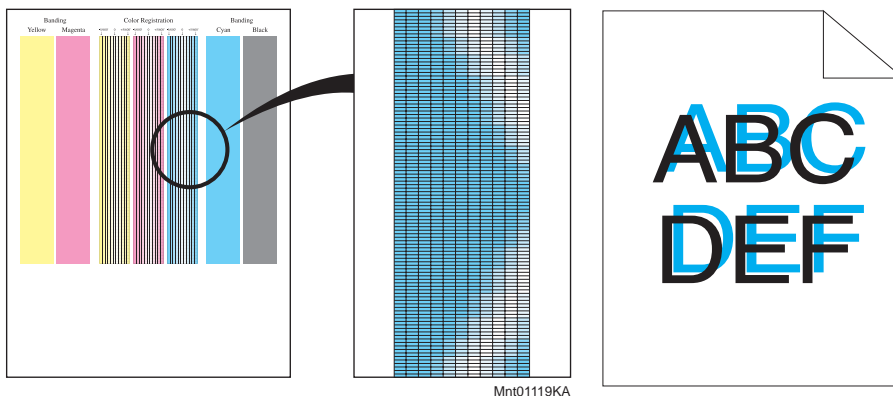 Banding Color Registration Banding
Yellow Magenta Cyan Black
ABC
DEF
Mnt01119KA